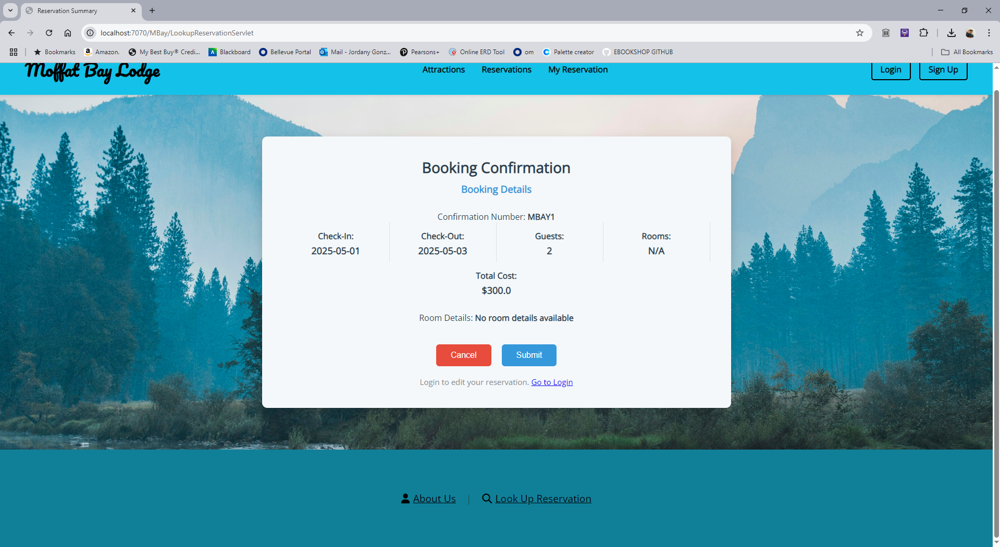 Reservation Summary
localhost:7070/MBay/LookupReservationServlet
Bookmarks
Amazon.
My Best Buy® Credi...
Blackboard
Bellevue Portal
Mail - Jordany Gonz...
Pearsons+
Online ERD Tool
om
Palette creator
EBOOKSHOP GITHUB
All Bookmarks
Moffat Bay Lodge
Attractions
Reservations
My Reservation
Login
Sign Up
Booking Confirmation
Booking Details
Confirmation Number: MBAY1
Check-In:
2025-05-01
Check-Out:
2025-05-03
Guests:
2
Rooms:
N/A
Total Cost:
$300.0
Room Details: No room details available
Cancel
Submit
Login to edit your reservation. Go to Login
About Us | Look Up Reservation